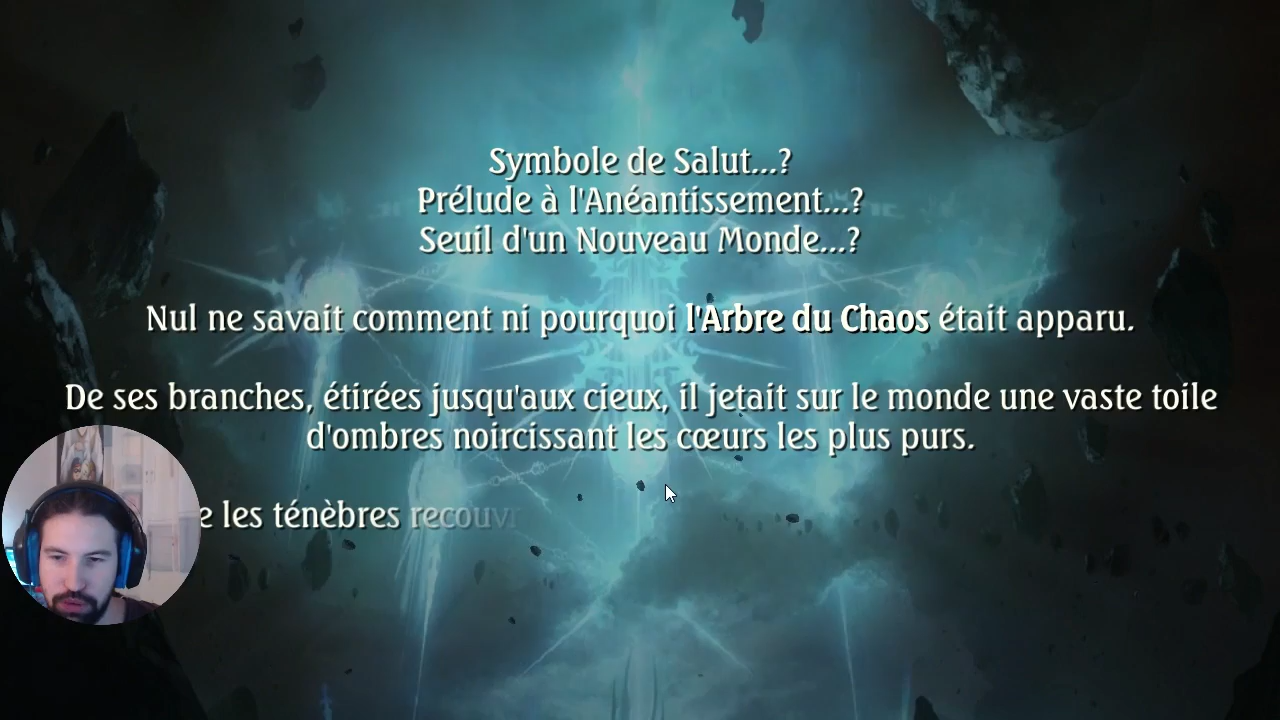 Symbole de Salut...?
Prélude à l'Anéantissement...?
Seuil d'un Nouveau Monde...?
Nul ne savait comment ni pourquoi l'Arbre du Chaos était apparu.
De ses branches, étirées jusqu'aux cieux, il jetait sur le monde une vaste toile
d'ombres noircissant les cœurs les plus purs.
les ténèbres